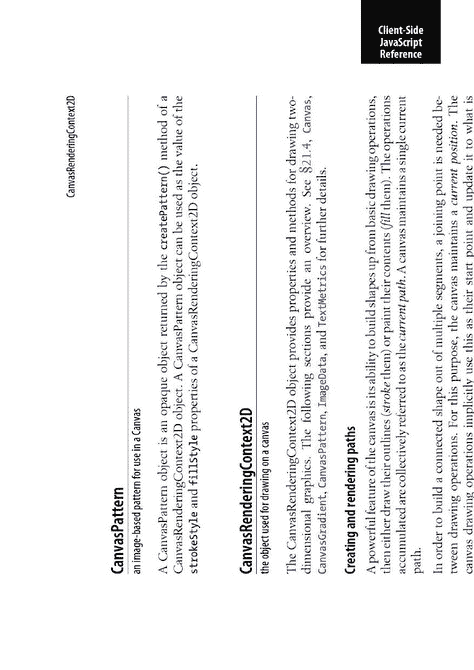 Client-Side
JavaScript
Reference
CanvasRenderingContext2D
CanvasPattern
an image-based pattern for use in a Canvas
A CanvasPattern object is an opaque object returned by the createPattern() method of a
CanvasRenderingContext2D object. A CanvasPattern object can be used as the value of the
strokeStyle and fillStyle properties of a CanvasRenderingContext2D object.
CanvasRenderingContext2D
the object used for drawing on a canvas
The CanvasRenderingContext2D object provides properties and methods for drawing two-
dimensional graphics. The following sections provide an overview. See §21.4, Canvas,
CanvasGradient, CanvasPattern, ImageData, and TextMetrics for further details.
Creating and rendering paths
A powerful feature of the canvas is its ability to build shapes up from basic drawing operations,
then either draw their outlines (stroke them) or paint their contents (fill them). The operations
accumulated are collectively referred to as the current path. A canvas maintains a single current
path.
In order to build a connected shape out of multiple segments, a joining point is needed be-
tween drawing operations. For this purpose, the canvas maintains a current position. The
canvas drawing operations implicitly use this as their start point and update it to what is